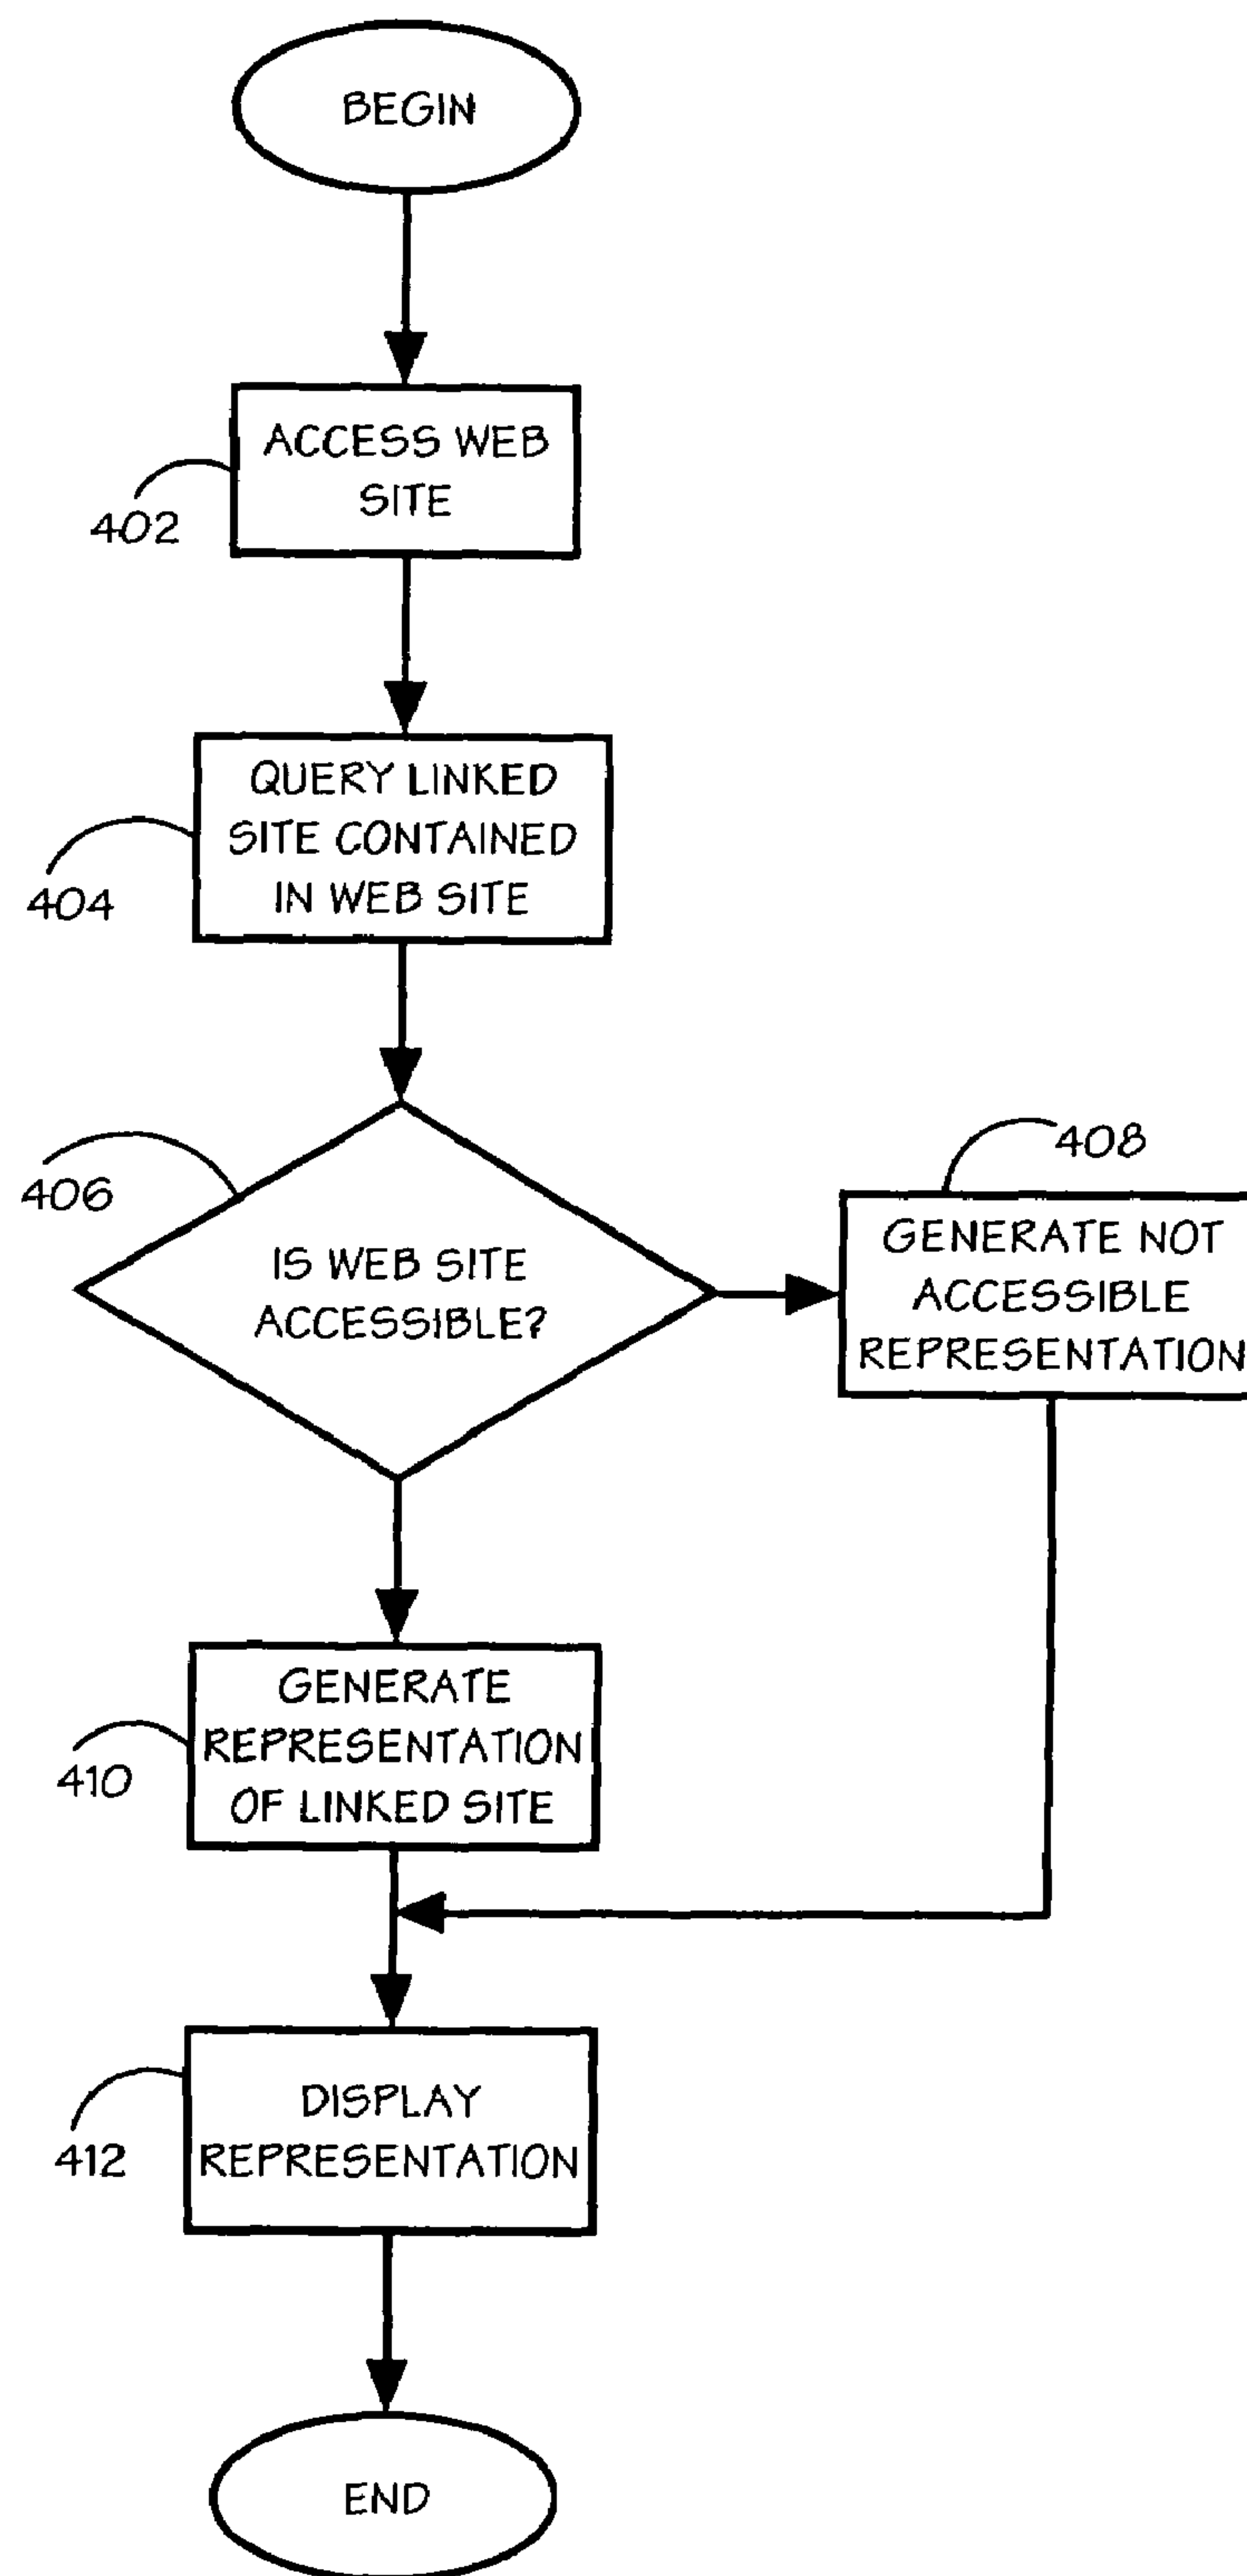 BEGIN
ACCESS WEB
SITE
402
QUERY LINKED
SITE CONTAINED
IN WEB SITE
404
406
IS WEB SITE
ACCESSIBLE?
408
GENERATE NOT
ACCESSIBLE
REPRESENTATION
GENERATE
REPRESENTATION
OF LINKED SITE
410
DISPLAY
REPRESENTATION
412
END